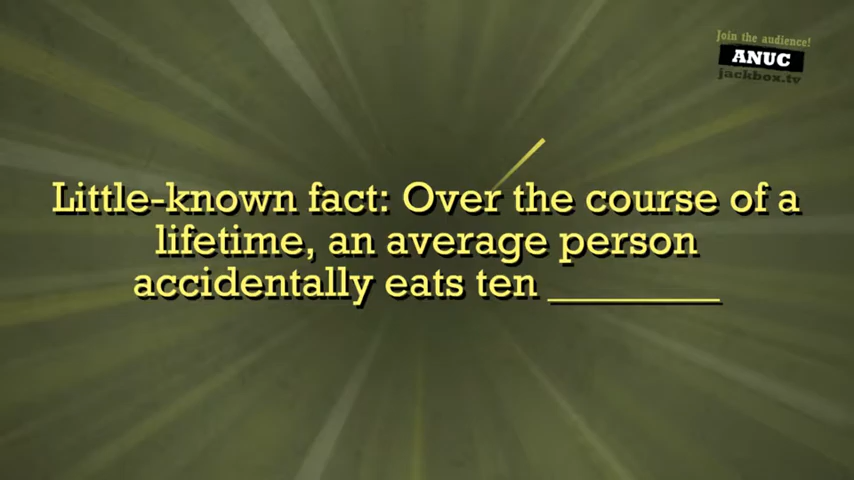 Join the audience!
ANUC
jackbox.tv
Little-known fact: Over the course of a
lifetime, an average person
accidentally eats ten ________